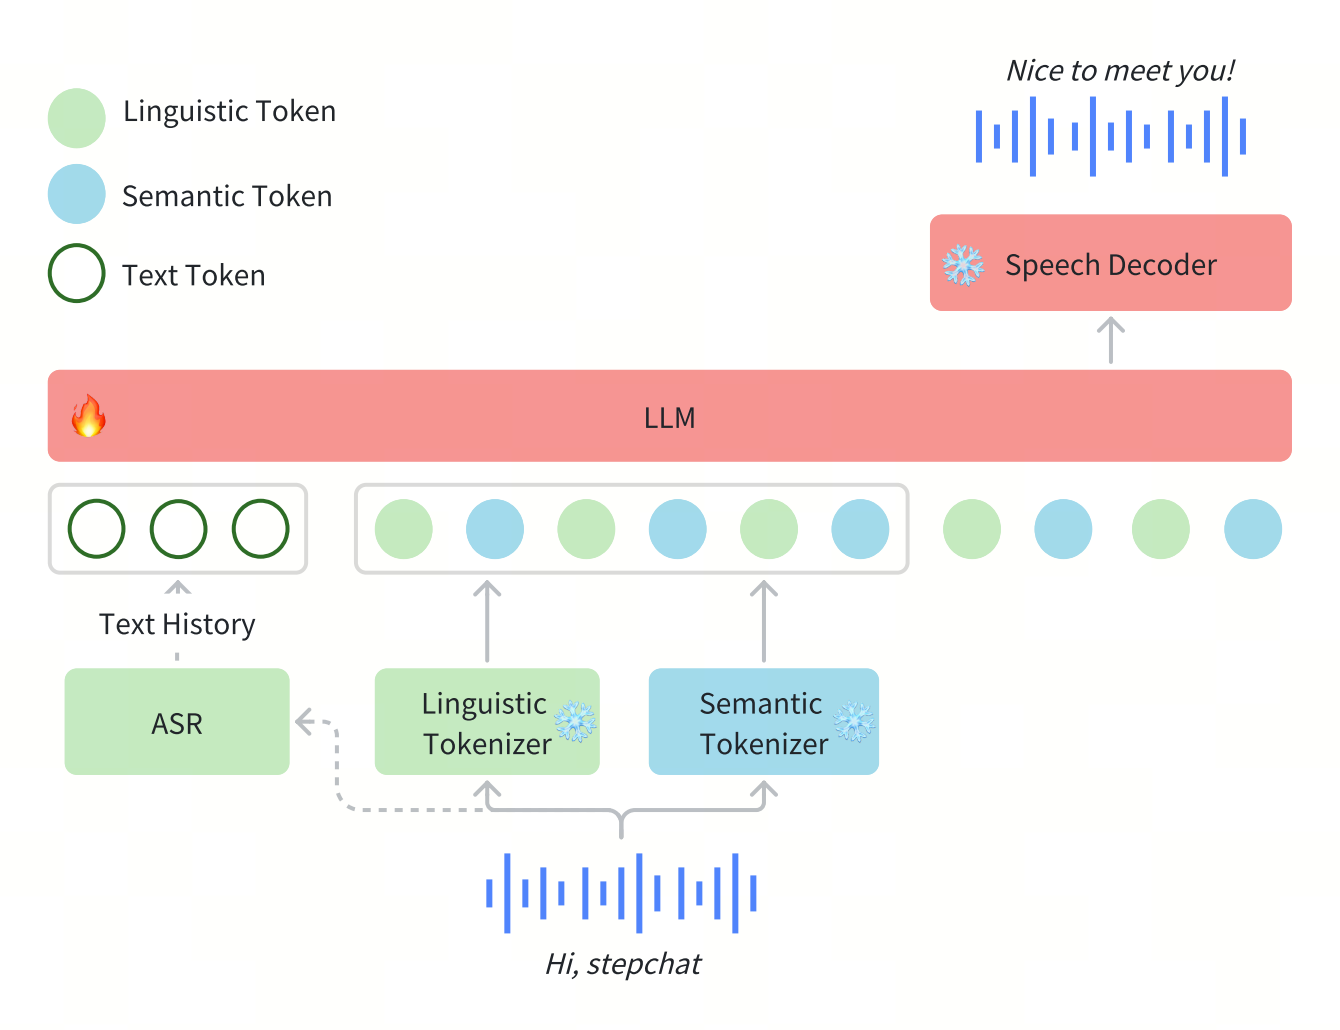 Nice to meet you!
Linguistic Token
Semantic Token
Text Token
Speech Decoder
LLM
Text History
ASR
Linguistic
Tokenizer
Semantic
Tokenizer
Hi, stepchat